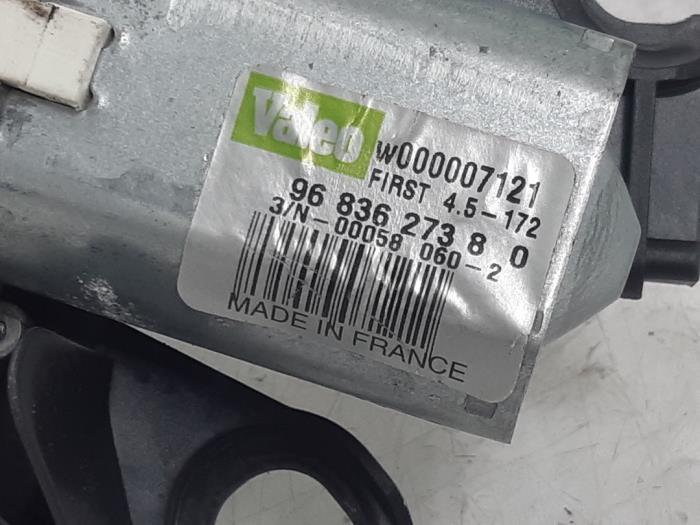 Valeo
W000007121
FIRST 4.5-172
96 836 273 8 0
3/N-00058 060-2
MADE IN FRANCE